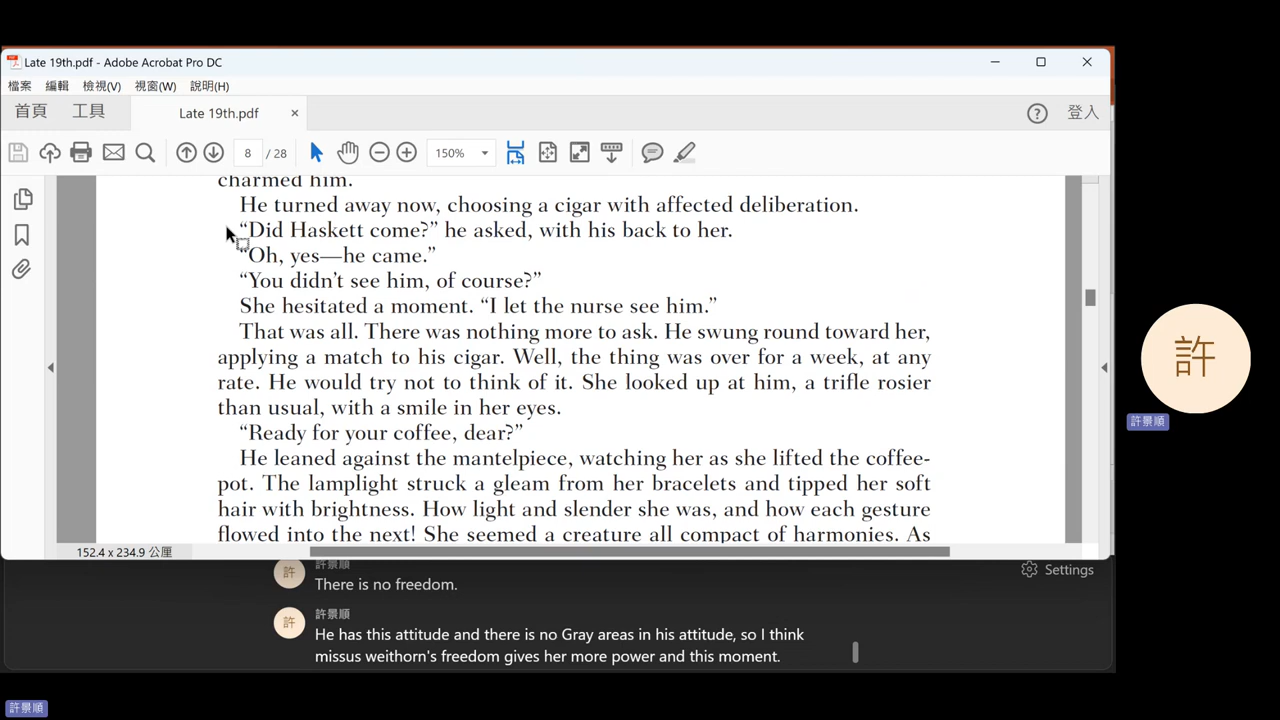 Late 19th.pdf - Adobe Acrobat Pro DC
檔案 編輯 檢視(V) 視窗(W) 說明(H)
首頁 工具 Late 19th.pdf × 登入
8 / 28 150%
charmed him.
He turned away now, choosing a cigar with affected deliberation.
“Did Haskett come?” he asked, with his back to her.
“Oh, yes—he came.”
“You didn’t see him, of course?”
She hesitated a moment. “I let the nurse see him.”
That was all. There was nothing more to ask. He swung round toward her,
applying a match to his cigar. Well, the thing was over for a week, at any
rate. He would try not to think of it. She looked up at him, a trifle rosier
than usual, with a smile in her eyes.
“Ready for your coffee, dear?”
He leaned against the mantelpiece, watching her as she lifted the coffee-
pot. The lamplight struck a gleam from her bracelets and tipped her soft
hair with brightness. How light and slender she was, and how each gesture
flowed into the next! She seemed a creature all compact of harmonies. As
152.4 x 234.9 公厘
許
許景順
許 許景順
There is no freedom.
Settings
許 許景順
He has this attitude and there is no Gray areas in his attitude, so I think
missus weithorn's freedom gives her more power and this moment.
許景順